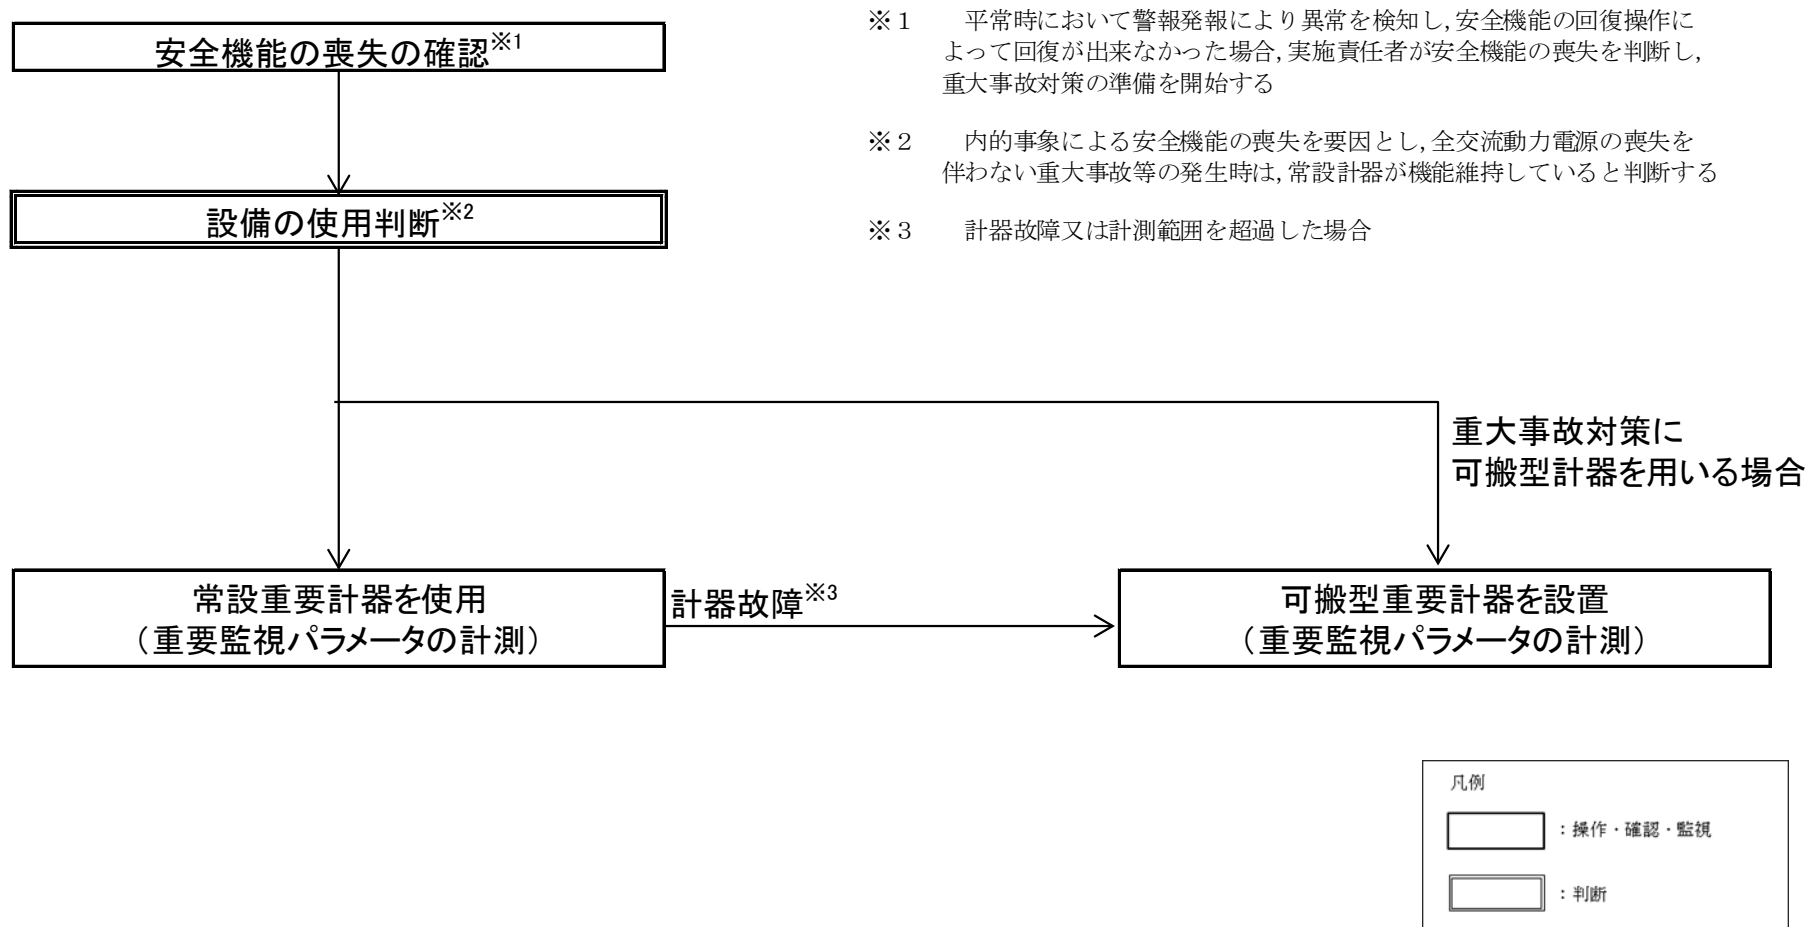 安全機能の喪失の確認※1
※１　平常時において警報発報により異常を検知し,安全機能の回復操作に
よって回復が出来なかった場合,実施責任者が安全機能の喪失を判断し,
重大事故対策の準備を開始する
※２　内的事象による安全機能の喪失を要因とし,全交流動力電源の喪失を
伴わない重大事故等の発生時は,常設計器が機能維持していると判断する
※３　計器故障又は計測範囲を超過した場合
設備の使用判断※2
重大事故対策に
可搬型計器を用いる場合
常設重要計器を使用
（重要監視パラメータの計測）
計器故障※3
可搬型重要計器を設置
（重要監視パラメータの計測）
凡例
：操作・確認・監視
：判断